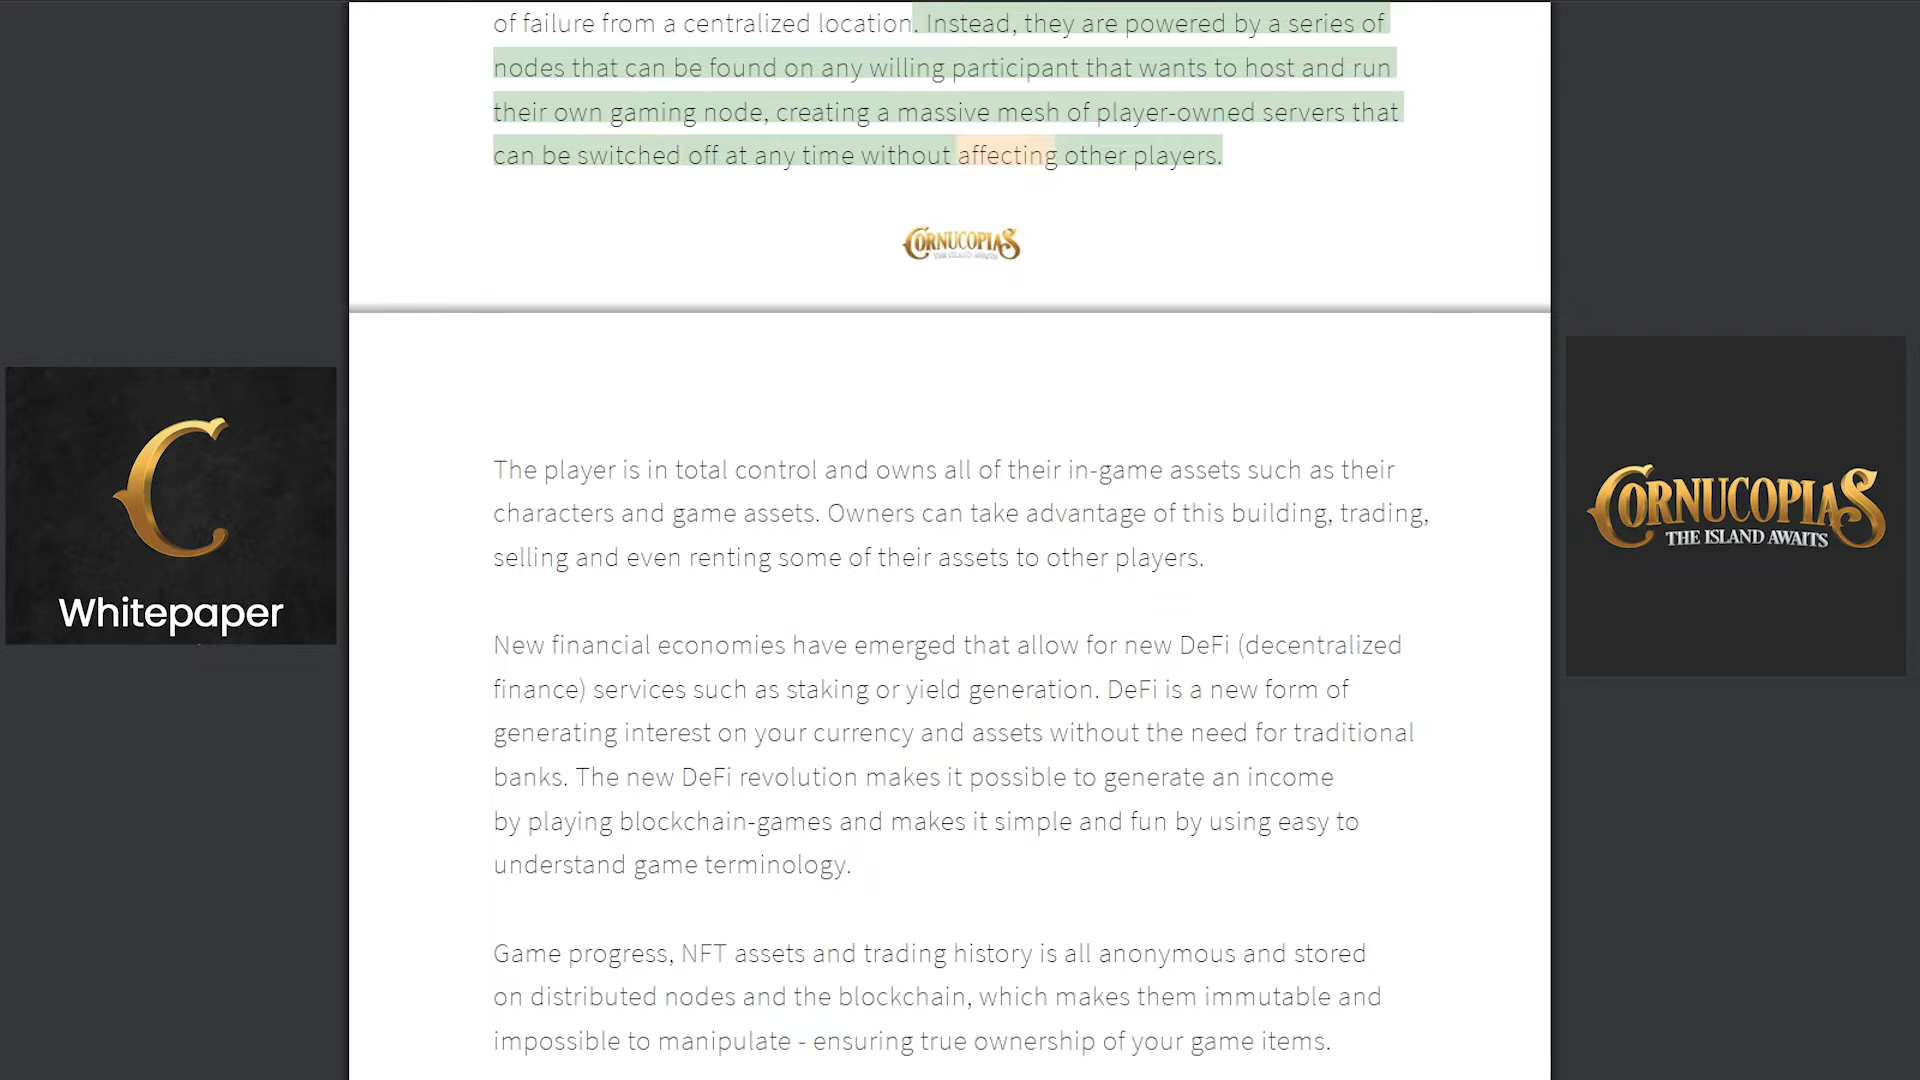 of failure from a centralized location. Instead, they are powered by a series of
nodes that can be found on any willing participant that wants to host and run
their own gaming node, creating a massive mesh of player-owned servers that
can be switched off at any time without affecting other players.
CORNUCOPIAS
THE ISLAND AWAITS
C
Whitepaper
CORNUCOPIAS
THE ISLAND AWAITS
The player is in total control and owns all of their in-game assets such as their
characters and game assets. Owners can take advantage of this building, trading,
selling and even renting some of their assets to other players.
New financial economies have emerged that allow for new DeFi (decentralized
finance) services such as staking or yield generation. DeFi is a new form of
generating interest on your currency and assets without the need for traditional
banks. The new DeFi revolution makes it possible to generate an income
by playing blockchain-games and makes it simple and fun by using easy to
understand game terminology.
Game progress, NFT assets and trading history is all anonymous and stored
on distributed nodes and the blockchain, which makes them immutable and
impossible to manipulate - ensuring true ownership of your game items.